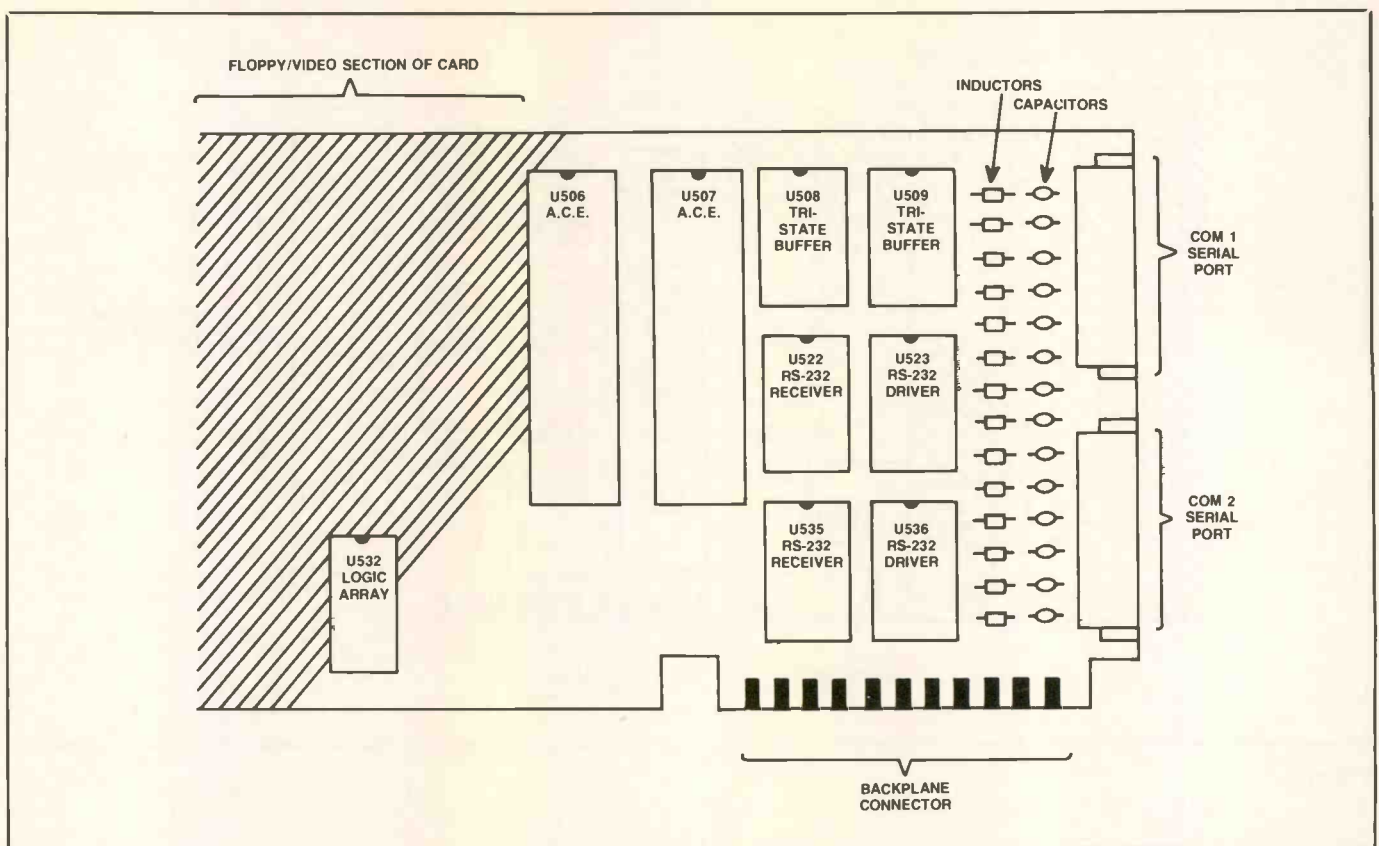 FLOPPY/VIDEO SECTION OF CARD
INDUCTORS
CAPACITORS
U506
A.C.E.
U507
A.C.E.
U508
TRI-
STATE
BUFFER
U509
TRI-
STATE
BUFFER
COM 1
SERIAL
PORT
U522
RS-232
RECEIVER
U523
RS-232
DRIVER
U535
RS-232
RECEIVER
U536
RS-232
DRIVER
COM 2
SERIAL
PORT
U532
LOGIC
ARRAY
BACKPLANE
CONNECTOR